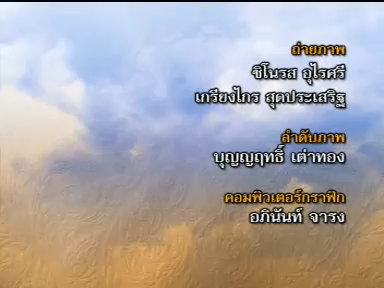 ถ่ายภาพ
ชิโนรส อุไรศรี
เกรียงไกร สุดประเสริฐ
ลำดับภาพ
บุญญฤทธิ์ เต่าทอง
คอมพิวเตอร์กราฟิก
อภินันท์ จารง